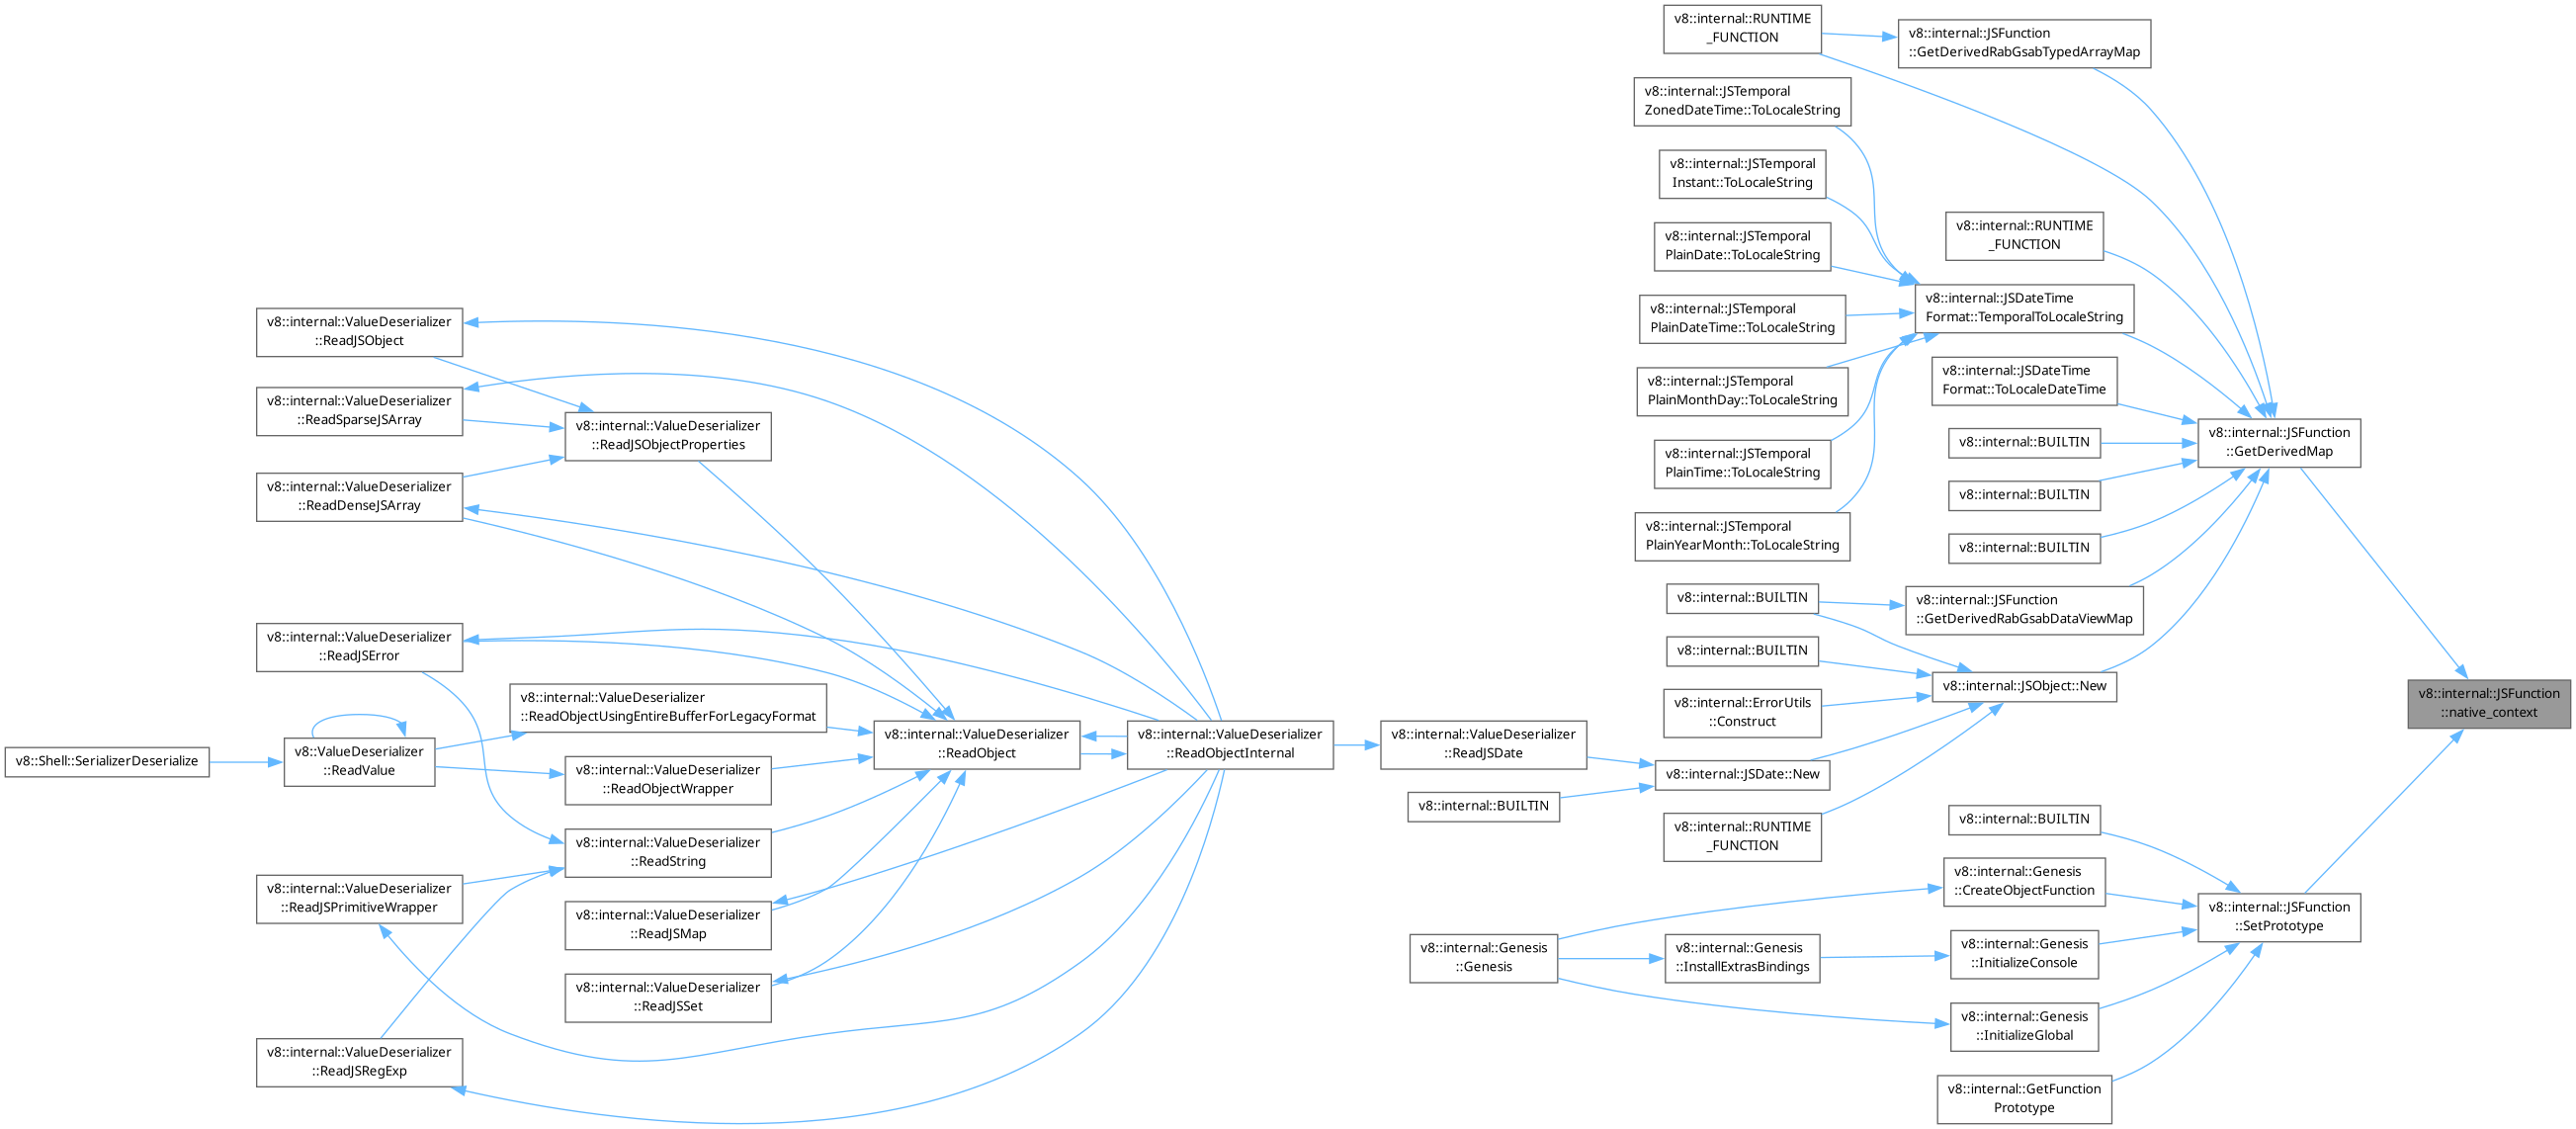 v8::internal::RUNTIME
_FUNCTION
v8::internal::JSFunction
::GetDerivedRabGsabTypedArrayMap
v8::internal::JSTemporal
ZonedDateTime::ToLocaleString
v8::internal::JSTemporal
Instant::ToLocaleString
v8::internal::RUNTIME
_FUNCTION
v8::internal::JSTemporal
PlainDate::ToLocaleString
v8::internal::JSDateTime
Format::TemporalToLocaleString
v8::internal::JSTemporal
PlainDateTime::ToLocaleString
v8::internal::ValueDeserializer
::ReadJSObject
v8::internal::JSTemporal
PlainMonthDay::ToLocaleString
v8::internal::JSDateTime
Format::ToLocaleDateTime
v8::internal::ValueDeserializer
::ReadSparseJSArray
v8::internal::ValueDeserializer
::ReadJSObjectProperties
v8::internal::BUILTIN
v8::internal::JSFunction
::GetDerivedMap
v8::internal::JSTemporal
PlainTime::ToLocaleString
v8::internal::ValueDeserializer
::ReadDenseJSArray
v8::internal::BUILTIN
v8::internal::JSTemporal
PlainYearMonth::ToLocaleString
v8::internal::BUILTIN
v8::internal::BUILTIN
v8::internal::JSFunction
::GetDerivedRabGsabDataViewMap
v8::internal::ValueDeserializer
::ReadJSError
v8::internal::BUILTIN
v8::internal::JSObject::New
v8::internal::ValueDeserializer
::ReadObjectUsingEntireBufferForLegacyFormat
v8::internal::ErrorUtils
::Construct
v8::internal::JSFunction
::native_context
v8::Shell::SerializerDeserialize
v8::ValueDeserializer
::ReadValue
v8::internal::ValueDeserializer
::ReadObjectWrapper
v8::internal::ValueDeserializer
::ReadObject
v8::internal::ValueDeserializer
::ReadObjectInternal
v8::internal::ValueDeserializer
::ReadJSDate
v8::internal::JSDate::New
v8::internal::BUILTIN
v8::internal::RUNTIME
_FUNCTION
v8::internal::BUILTIN
v8::internal::ValueDeserializer
::ReadString
v8::internal::ValueDeserializer
::ReadJSPrimitiveWrapper
v8::internal::Genesis
::CreateObjectFunction
v8::internal::JSFunction
::SetPrototype
v8::internal::ValueDeserializer
::ReadJSMap
v8::internal::Genesis
::Genesis
v8::internal::Genesis
::InstallExtrasBindings
v8::internal::Genesis
::InitializeConsole
v8::internal::ValueDeserializer
::ReadJSSet
v8::internal::Genesis
::InitializeGlobal
v8::internal::ValueDeserializer
::ReadJSRegExp
v8::internal::GetFunction
Prototype